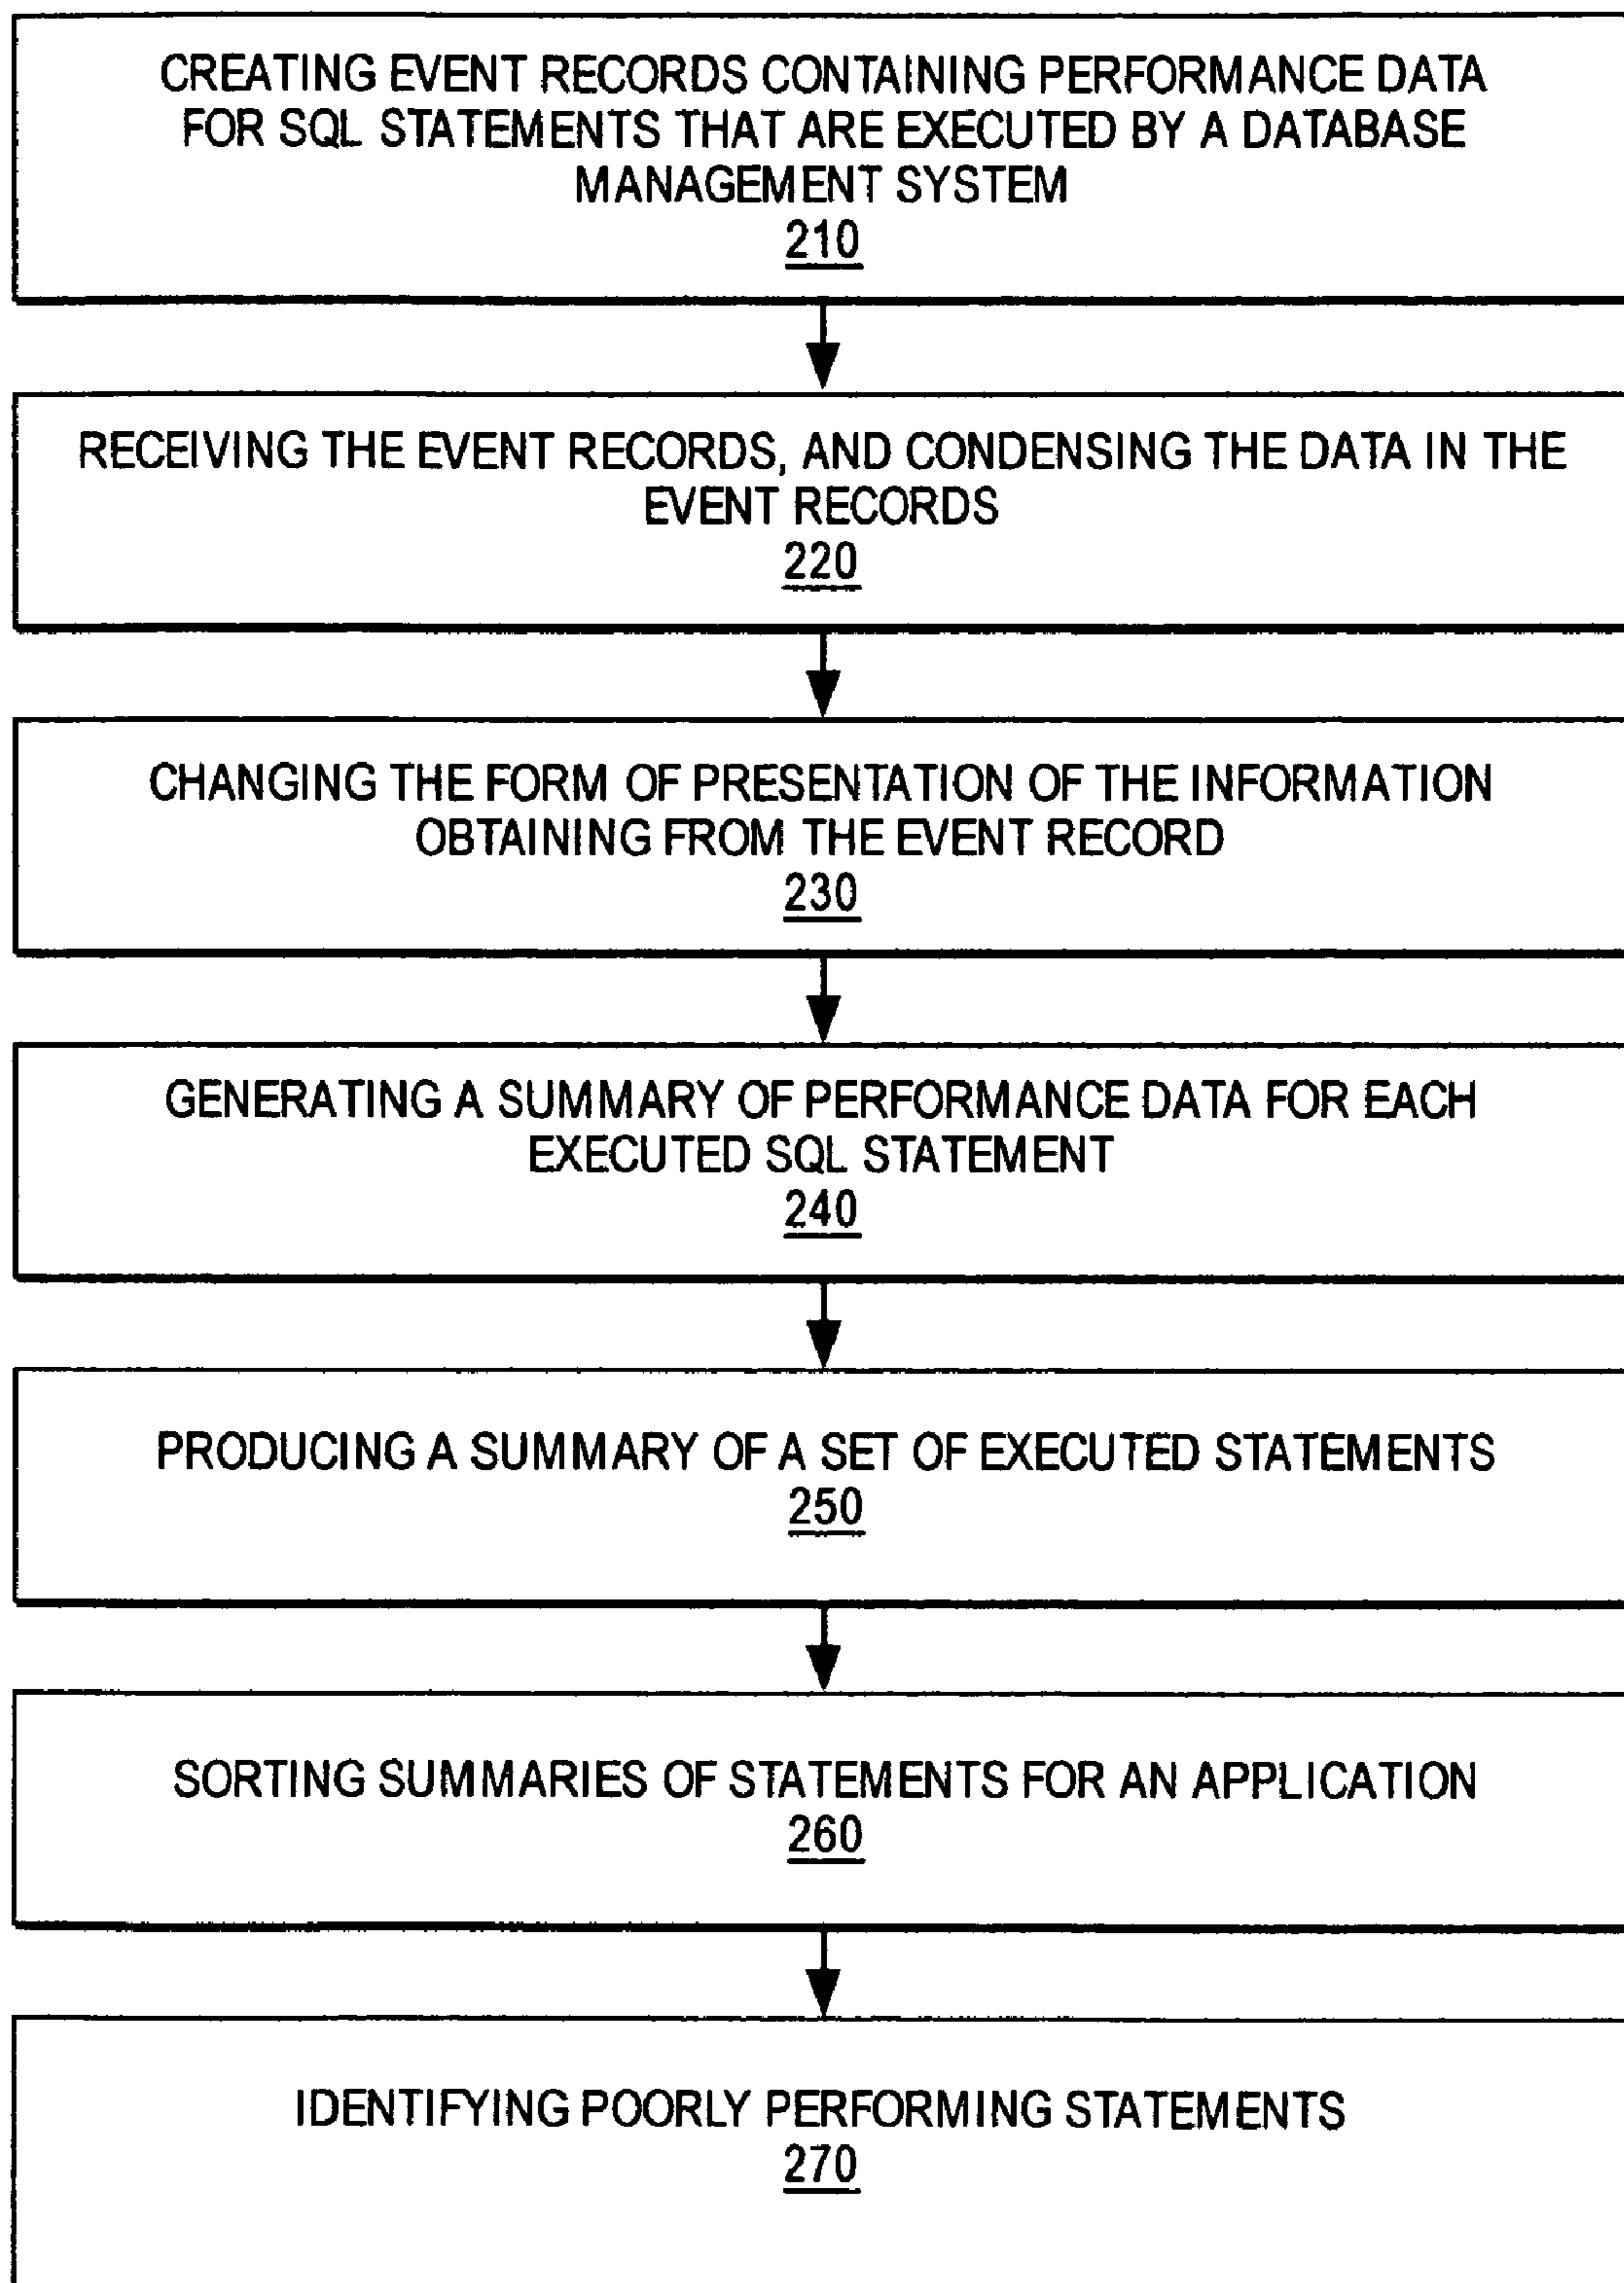 CREATING EVENT RECORDS CONTAINING PERFORMANCE DATA
FOR SQL STATEMENTS THAT ARE EXECUTED BY A DATABASE
MANAGEMENT SYSTEM
210
RECEIVING THE EVENT RECORDS, AND CONDENSING THE DATA IN THE
EVENT RECORDS
220
CHANGING THE FORM OF PRESENTATION OF THE INFORMATION
OBTAINING FROM THE EVENT RECORD
230
GENERATING A SUMMARY OF PERFORMANCE DATA FOR EACH
EXECUTED SQL STATEMENT
240
PRODUCING A SUMMARY OF A SET OF EXECUTED STATEMENTS
250
SORTING SUMMARIES OF STATEMENTS FOR AN APPLICATION
260
IDENTIFYING POORLY PERFORMING STATEMENTS
270